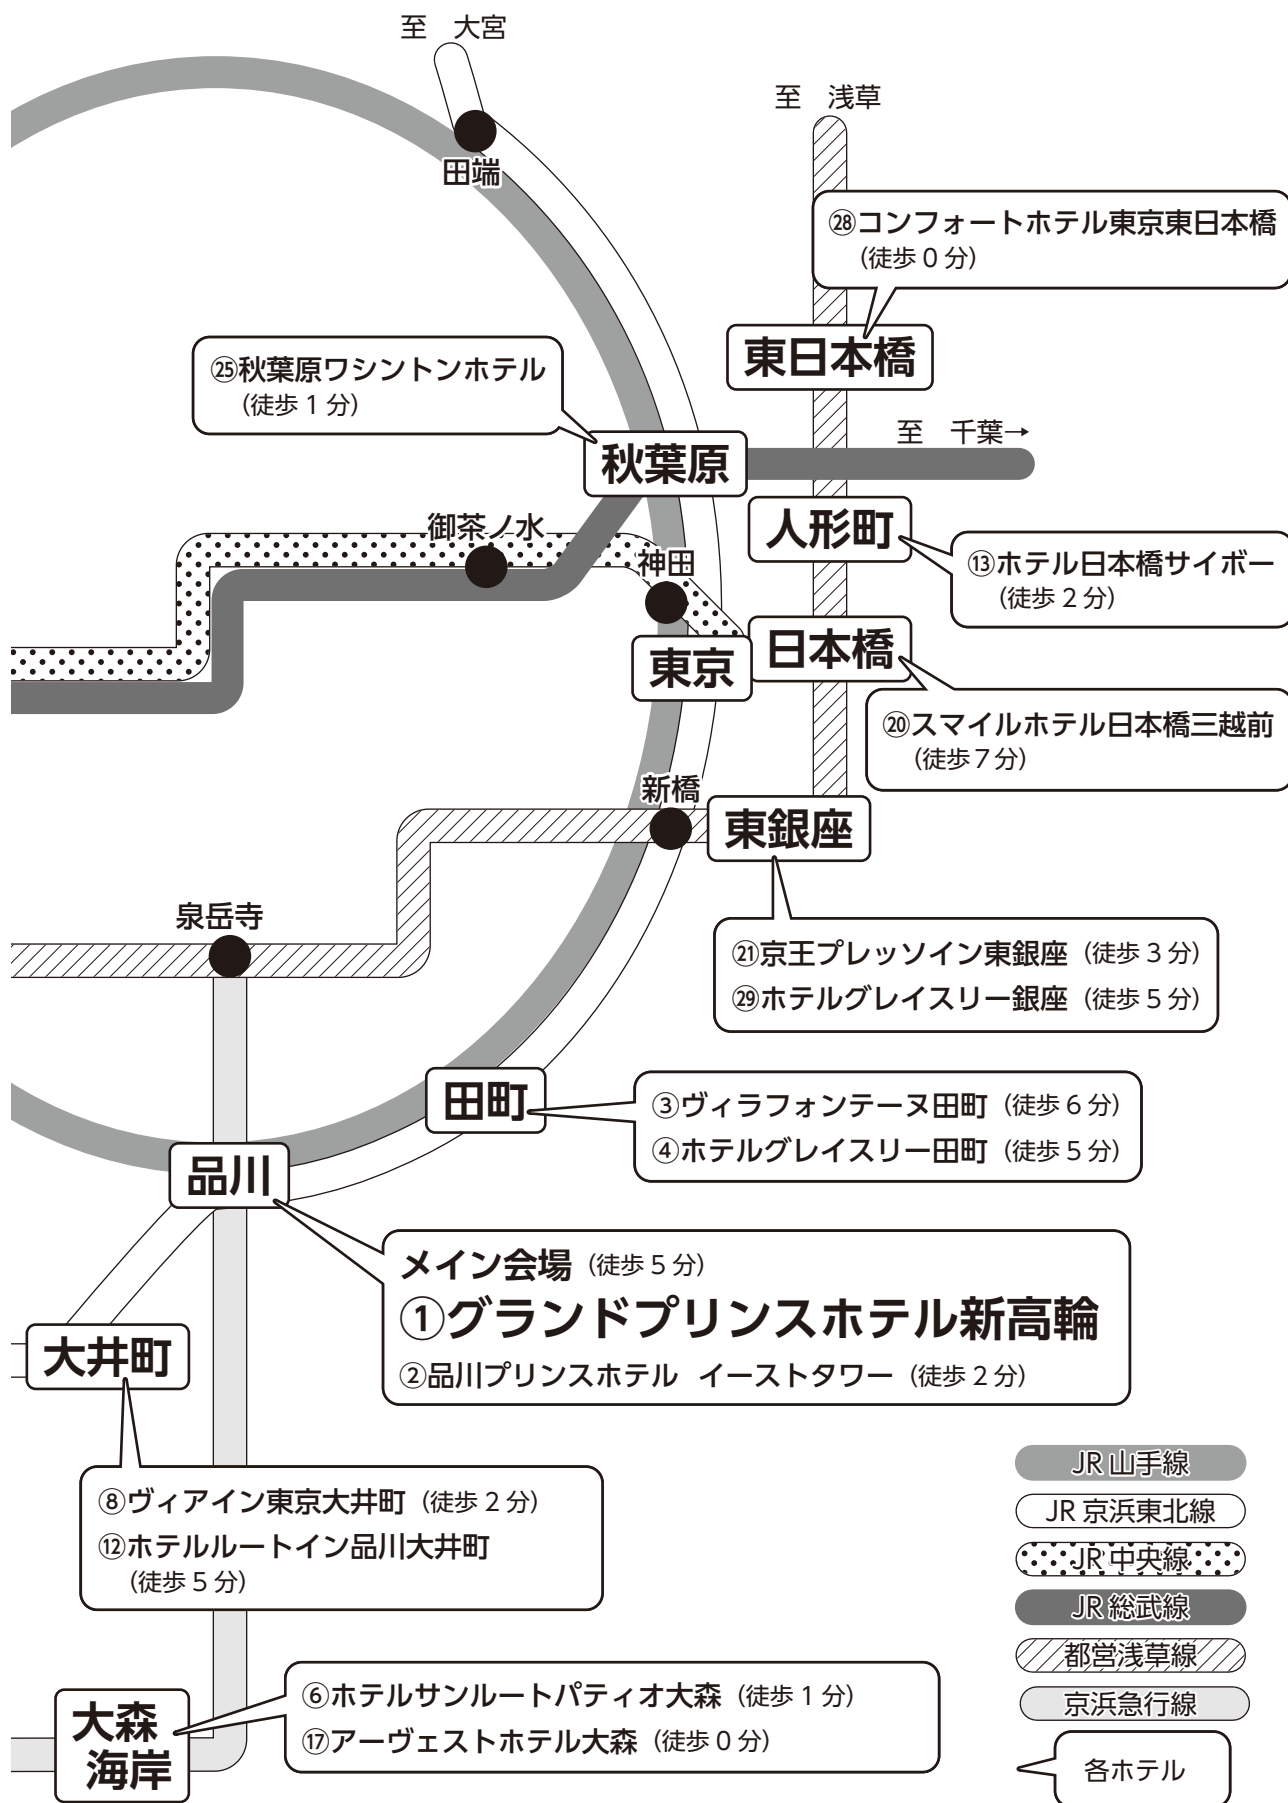 至　大宮
至　浅草
田端
㉘コンフォートホテル東京東日本橋
（徒歩 0 分）
東日本橋
㉕秋葉原ワシントンホテル
（徒歩 1 分）
至　千葉→
秋葉原
人形町
御茶ノ水
神田
⑬ホテル日本橋サイボー
（徒歩 2 分）
日本橋
東京
⑳スマイルホテル日本橋三越前
（徒歩 7 分）
新橋
東銀座
泉岳寺
㉑京王プレッソイン東銀座（徒歩 3 分）
㉙ホテルグレイスリー銀座（徒歩 5 分）
田町
③ヴィラフォンテーヌ田町（徒歩 6 分）
④ホテルグレイスリー田町（徒歩 5 分）
品川
メイン会場（徒歩 5 分）
①グランドプリンスホテル新高輪
②品川プリンスホテル イーストタワー（徒歩 2 分）
大井町
⑧ヴィアイン東京大井町（徒歩 2 分）
⑫ホテルルートイン品川大井町
（徒歩 5 分）
JR 山手線
JR 京浜東北線
JR 中央線
JR 総武線
都営浅草線
京浜急行線
各ホテル
大森
海岸
⑥ホテルサンルートパティオ大森（徒歩 1 分）
⑰アーヴェストホテル大森（徒歩 0 分）